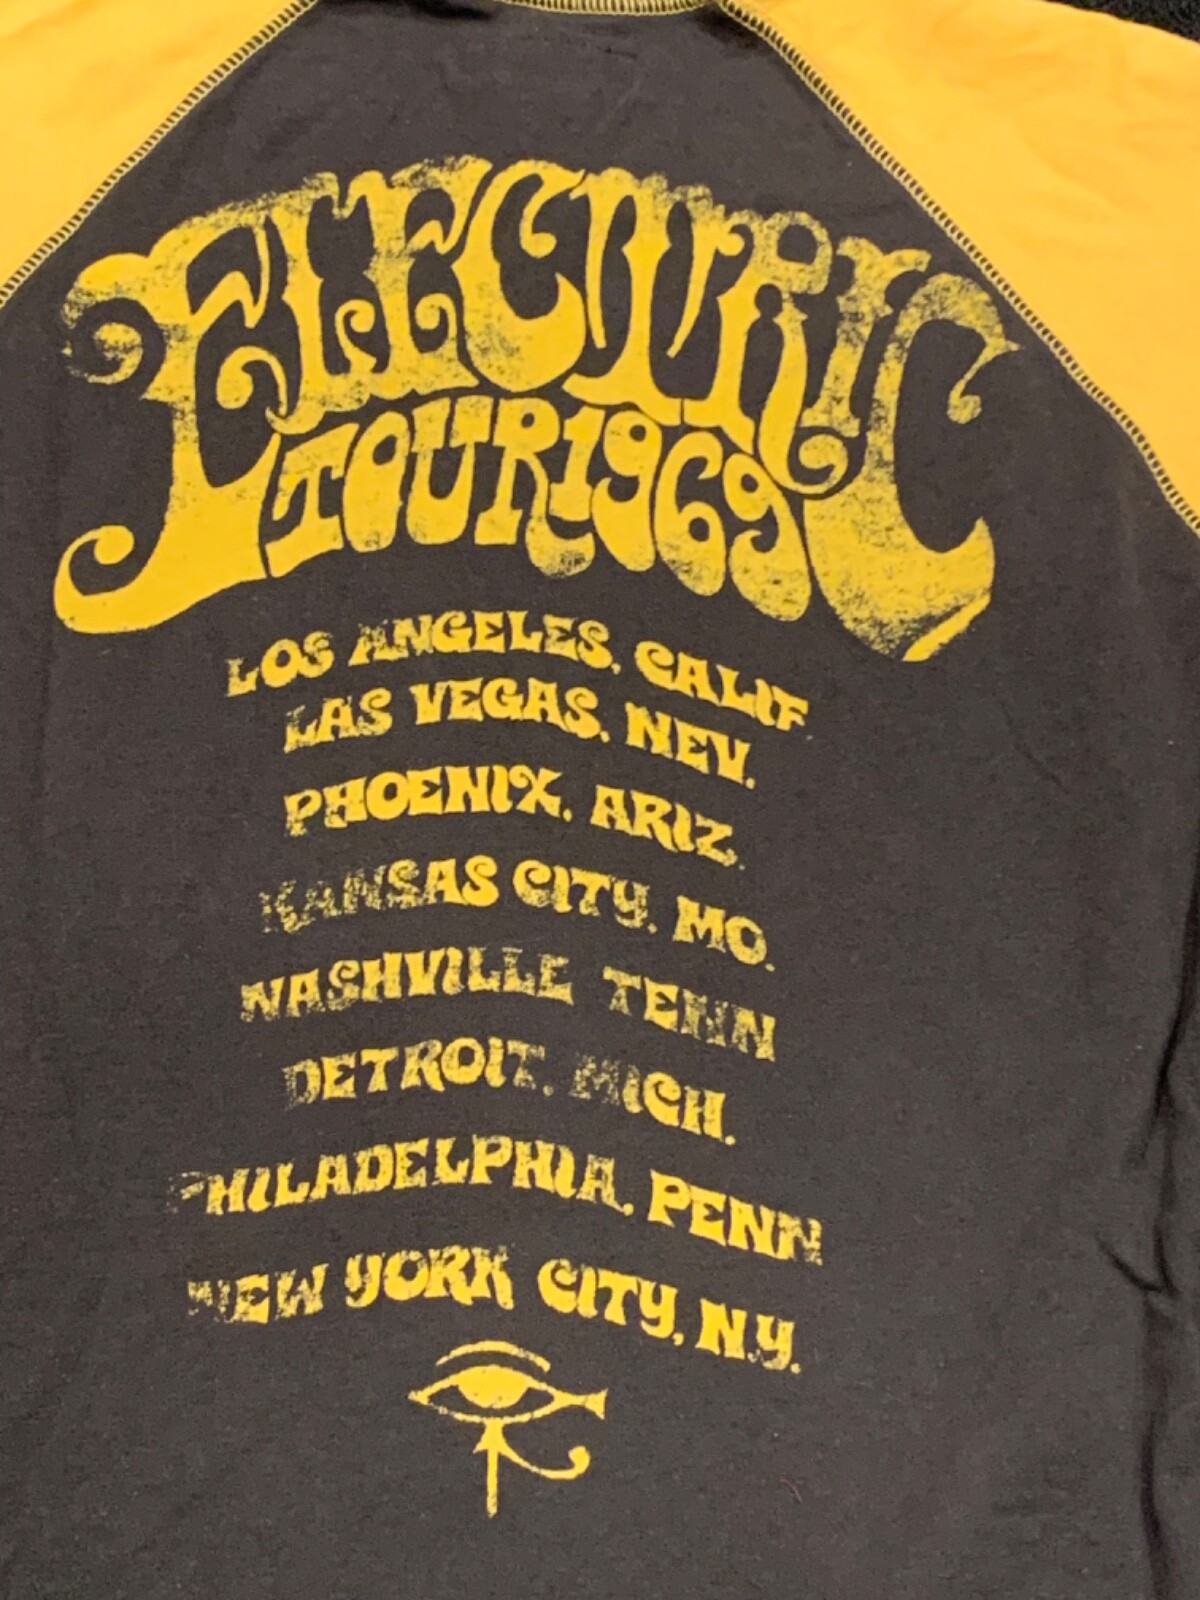 ELECTRIC
TOUR 1969
LOS ANGELES, CALIF
LAS VEGAS, NEV.
PHOENIX, ARIZ.
KANSAS CITY, MO.
NASHVILLE TENN
DETROIT, MICH.
PHILADELPHIA, PENN
NEW YORK CITY, N.Y.